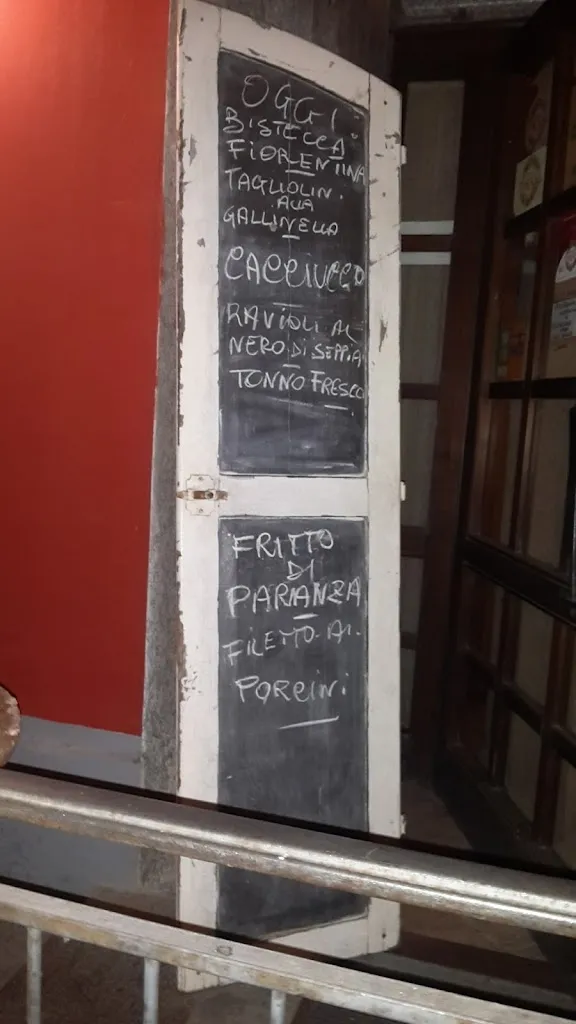 OGGI
BISTECCA
FIORENTINA
TAGLIOLINI
ALLA
GALLINELLA
CACCIUCCO
RAVIOLI AL
NERO DI SEPPIA
TONNO FRESCO
FRITTO
DI
PARANZA
FILETTO AI
PORCINI